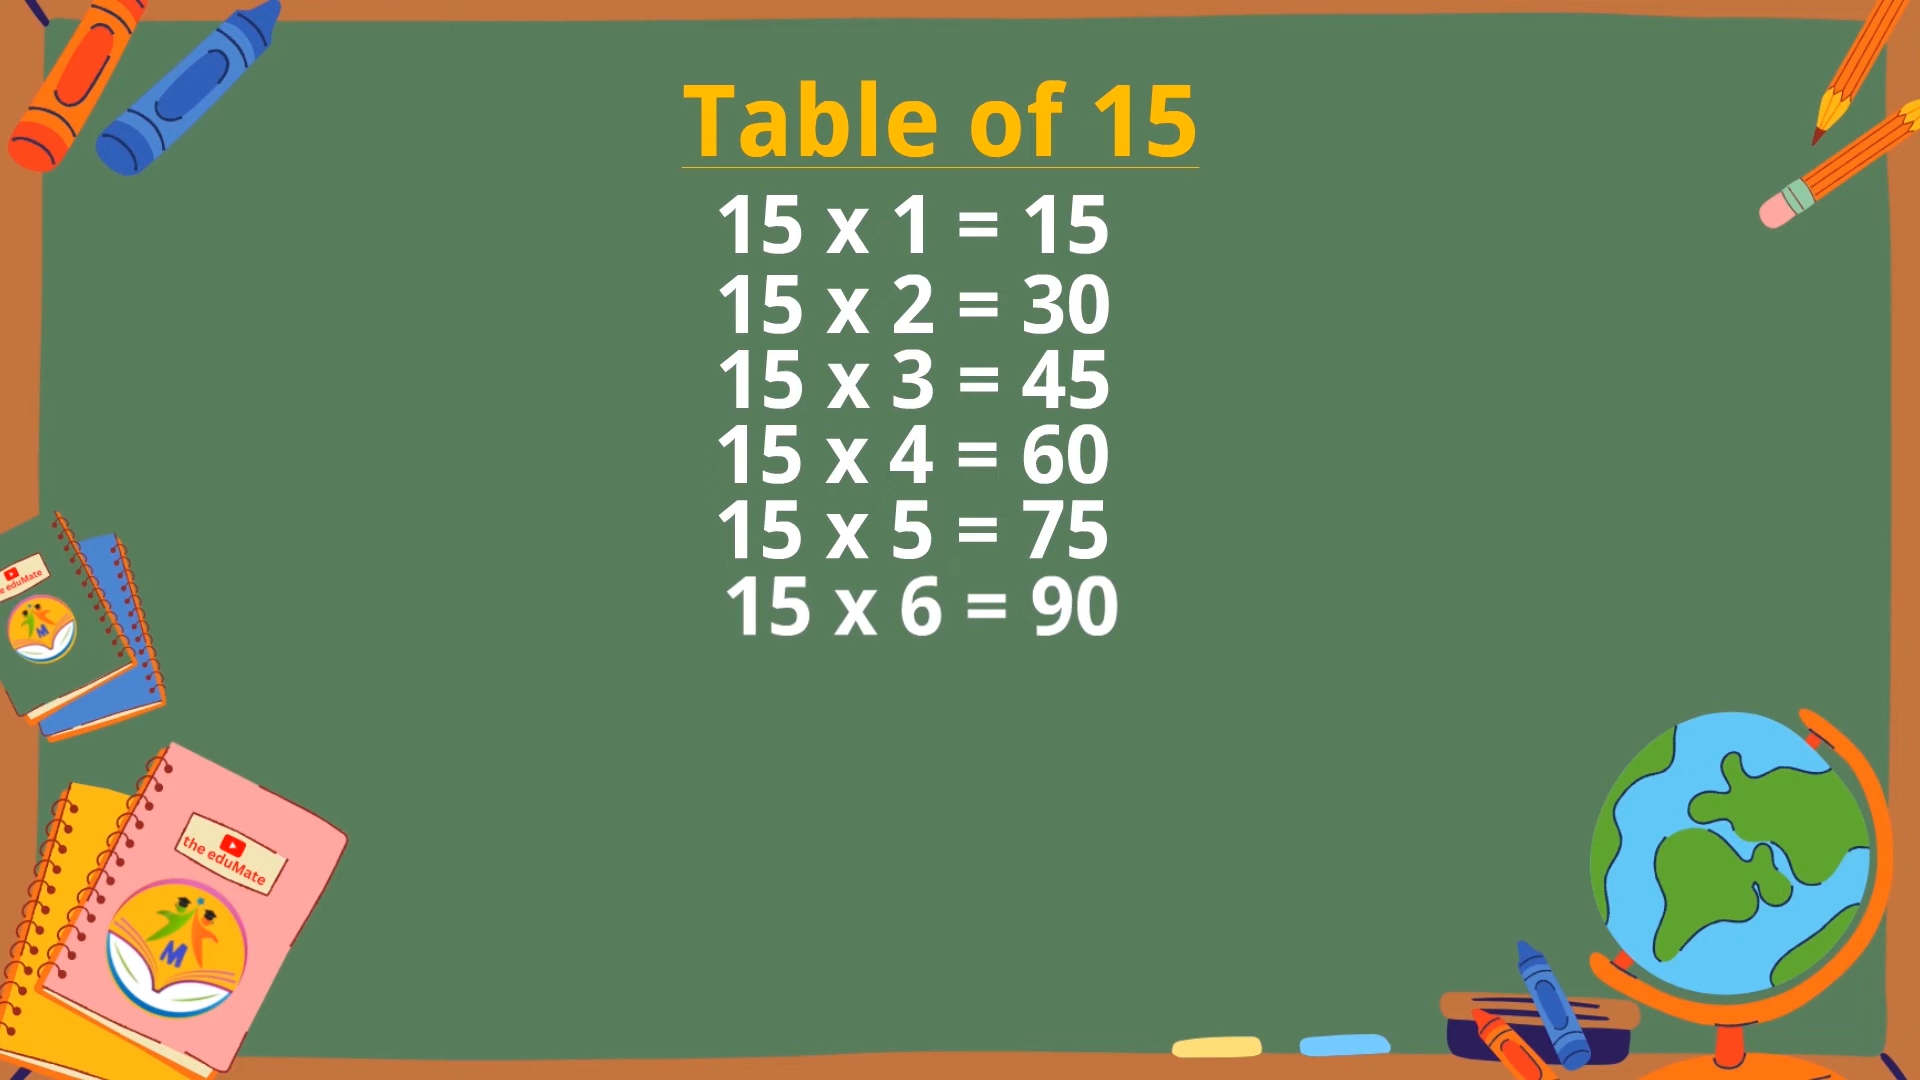 Table of 15
15 x 1 = 15
15 x 2 = 30
15 x 3 = 45
15 x 4 = 60
15 x 5 = 75
15 x 6 = 90
eduMate
the eduMate
M
M